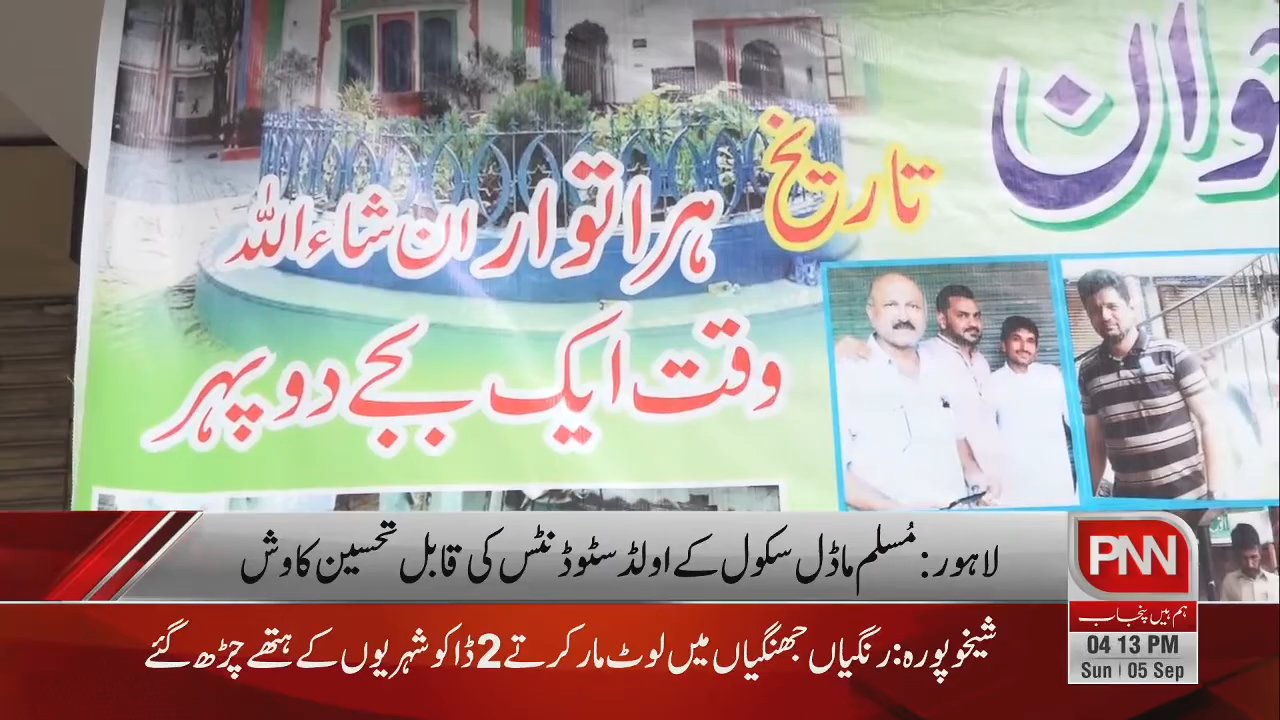 تاریخ
ہر اتوار ان شاء اللہ
وقت ایک بجے دوپہر
لاہور: مُسلم ماڈل سکول کے اولڈ سٹوڈنٹس کی قابل تحسین کاوش
شیخوپورہ: رنگیاں جھنگیاں میں لوٹ مار کرتے 2 ڈاکو شہریوں کے ہتھے چڑھ گئے
PNN
ہم ہیں پنجاب
04 13 PM
Sun 05 Sep